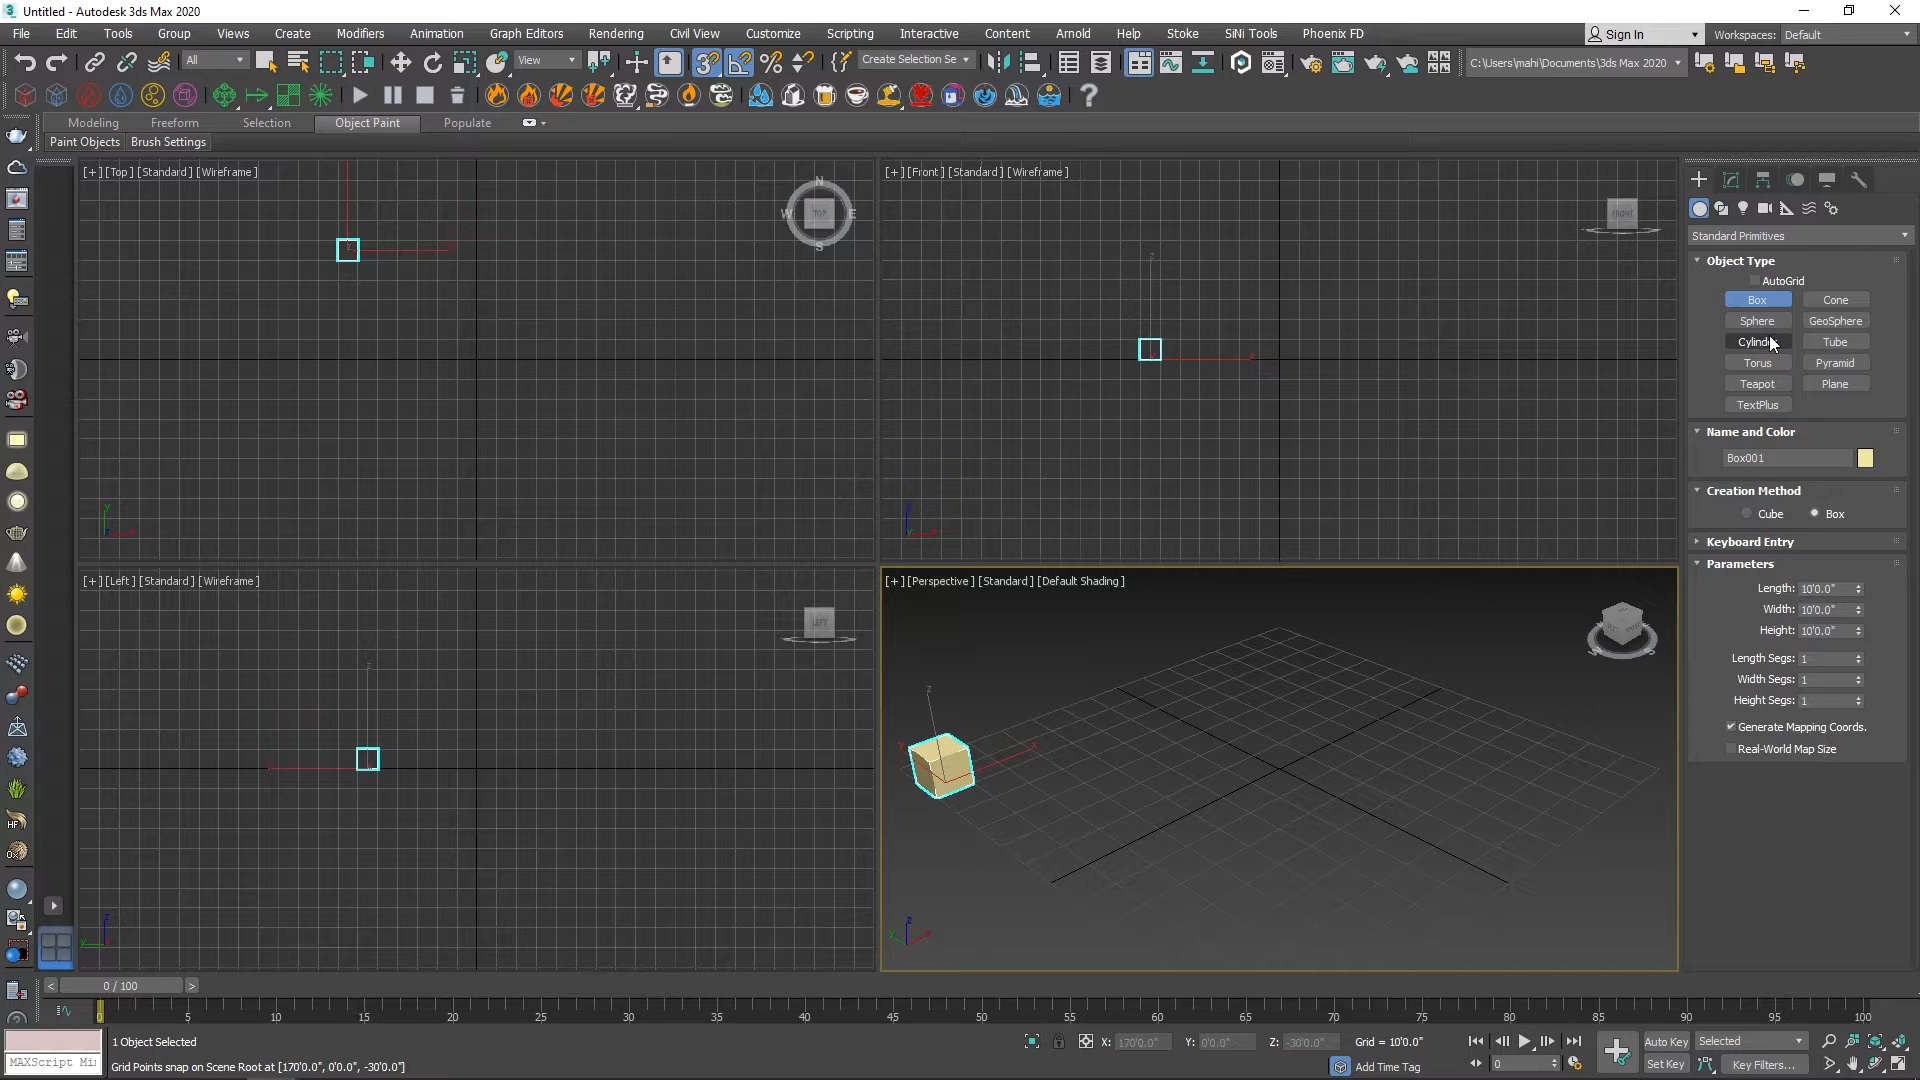 Untitled - Autodesk 3ds Max 2020
File Edit Tools Group Views Create Modifiers Animation Graph Editors Rendering Civil View Customize Scripting Interactive Content Arnold Help Stoke SiNi Tools Phoenix FD Sign In Workspaces: Default
All View Create Selection Se C:\Users\mahi\Documents\3ds Max 2020
Modeling Freeform Selection Object Paint Populate
Paint Objects Brush Settings
[+] [Top] [Standard] [Wireframe]
N
W TOP E
S
[+] [Front] [Standard] [Wireframe]
FRONT
Standard Primitives
Object Type
AutoGrid
Box Cone
Sphere GeoSphere
Cylinde Tube
Torus Pyramid
Teapot Plane
TextPlus
Name and Color
Box001
Creation Method
Cube Box
Keyboard Entry
Parameters
Length: 10'0.0"
Width: 10'0.0"
Height: 10'0.0"
Length Segs: 1
Width Segs: 1
Height Segs: 1
Generate Mapping Coords.
Real-World Map Size
[+] [Left] [Standard] [Wireframe]
LEFT
[+] [Perspective] [Standard] [Default Shading]
z
x
y
< 0 / 100 >
0 5 10 15 20 25 30 35 40 45 50 55 60 65 70 75 80 85 90 95 100
1 Object Selected X: 170'0.0" Y: 0'0.0" Z: -30'0.0" Grid = 10'0.0" Auto Key Selected
MAXScript Mi Grid Points snap on Scene Root at [170'0.0", 0'0.0", -30'0.0"] Add Time Tag 0 Set Key Key Filters...